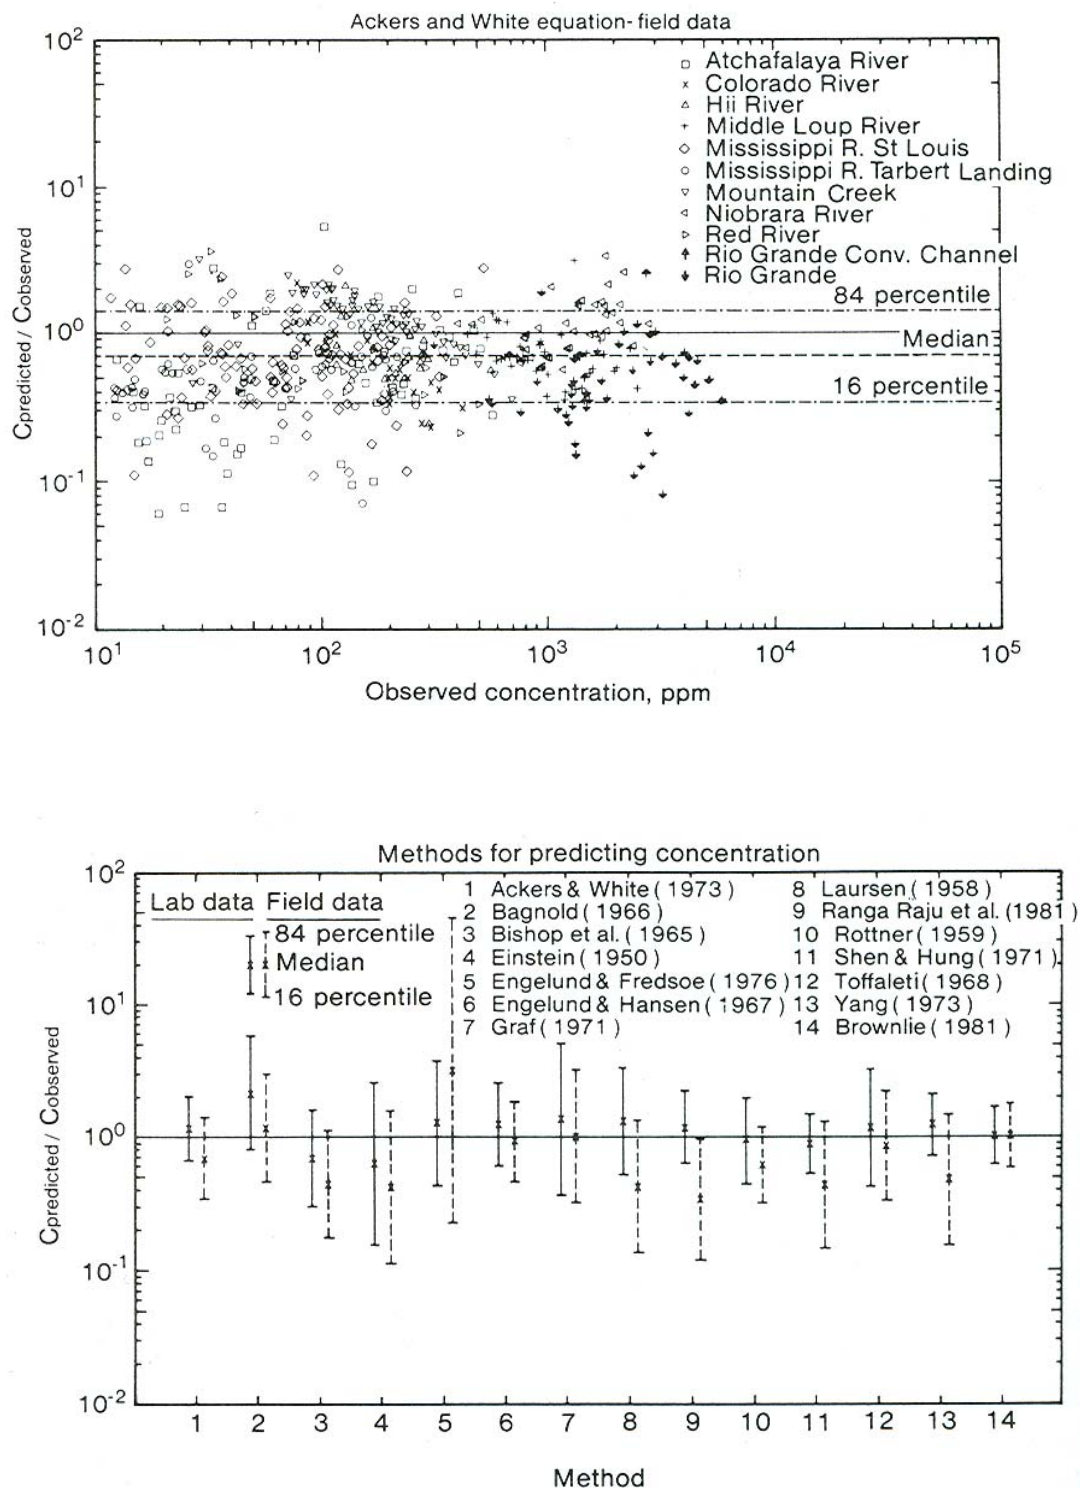 Ackers and White equation-field data
10²
10¹
10⁰
10⁻¹
10⁻²
Cpredicted / Cobserved
□ Atchafalaya River
x Colorado River
△ Hii River
+ Middle Loup River
◇ Mississippi R. St Louis
○ Mississippi R. Tarbert Landing
▽ Mountain Creek
◁ Niobrara River
▷ Red River
Rio Grande Conv. Channel
Rio Grande
84 percentile
Median
16 percentile
10¹ 10² 10³ 10⁴ 10⁵
Observed concentration, ppm
Methods for predicting concentration
10²
10¹
10⁰
10⁻¹
10⁻²
Cpredicted / Cobserved
Lab data Field data
84 percentile
Median
16 percentile
1 Ackers & White (1973)
2 Bagnold (1966)
3 Bishop et al. (1965)
4 Einstein (1950)
5 Engelund & Fredsoe (1976)
6 Engelund & Hansen (1967)
7 Graf (1971)
8 Laursen (1958)
9 Ranga Raju et al. (1981)
10 Rottner (1959)
11 Shen & Hung (1971)
12 Toffaleti (1968)
13 Yang (1973)
14 Brownlie (1981)
1 2 3 4 5 6 7 8 9 10 11 12 13 14
Method